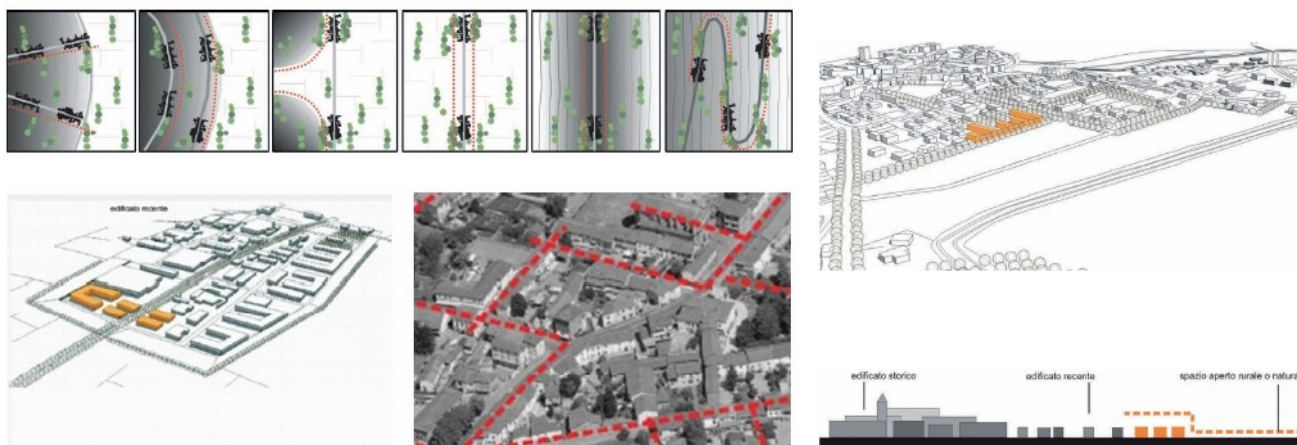 edificato recente
edificato storico
edificato recente
spazio aperto rurale o natura